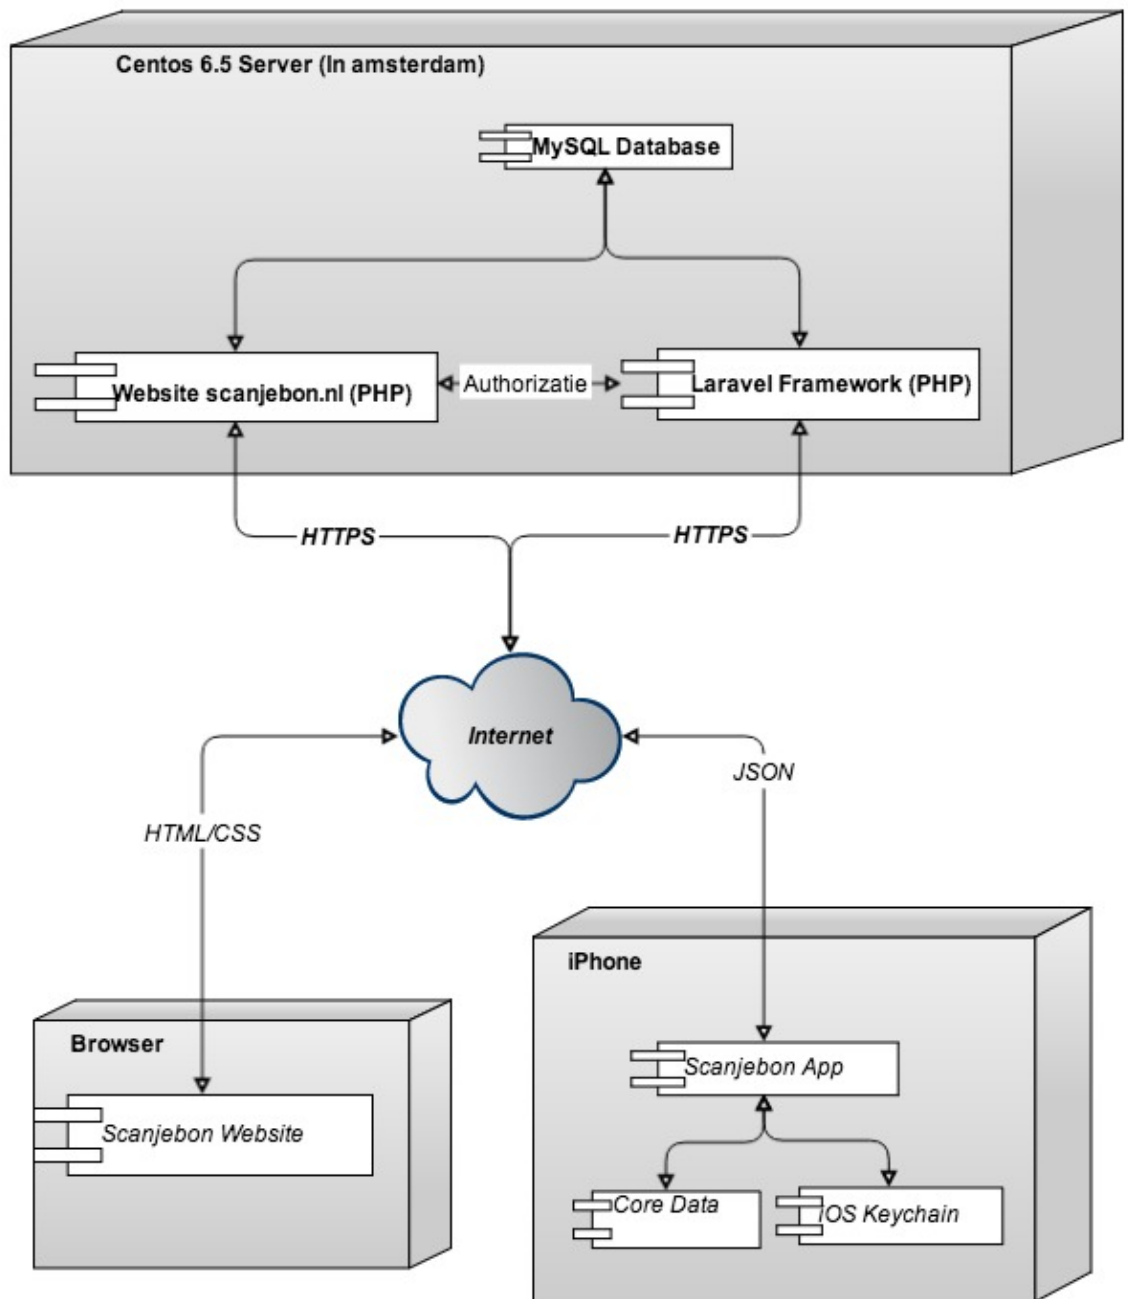 Centos 6.5 Server (In amsterdam)
MySQL Database
Website scanjebon.nl (PHP)
Authorizatie
Laravel Framework (PHP)
HTTPS
HTTPS
Internet
JSON
HTML/CSS
iPhone
Browser
Scanjebon App
Scanjebon Website
Core Data
iOS Keychain